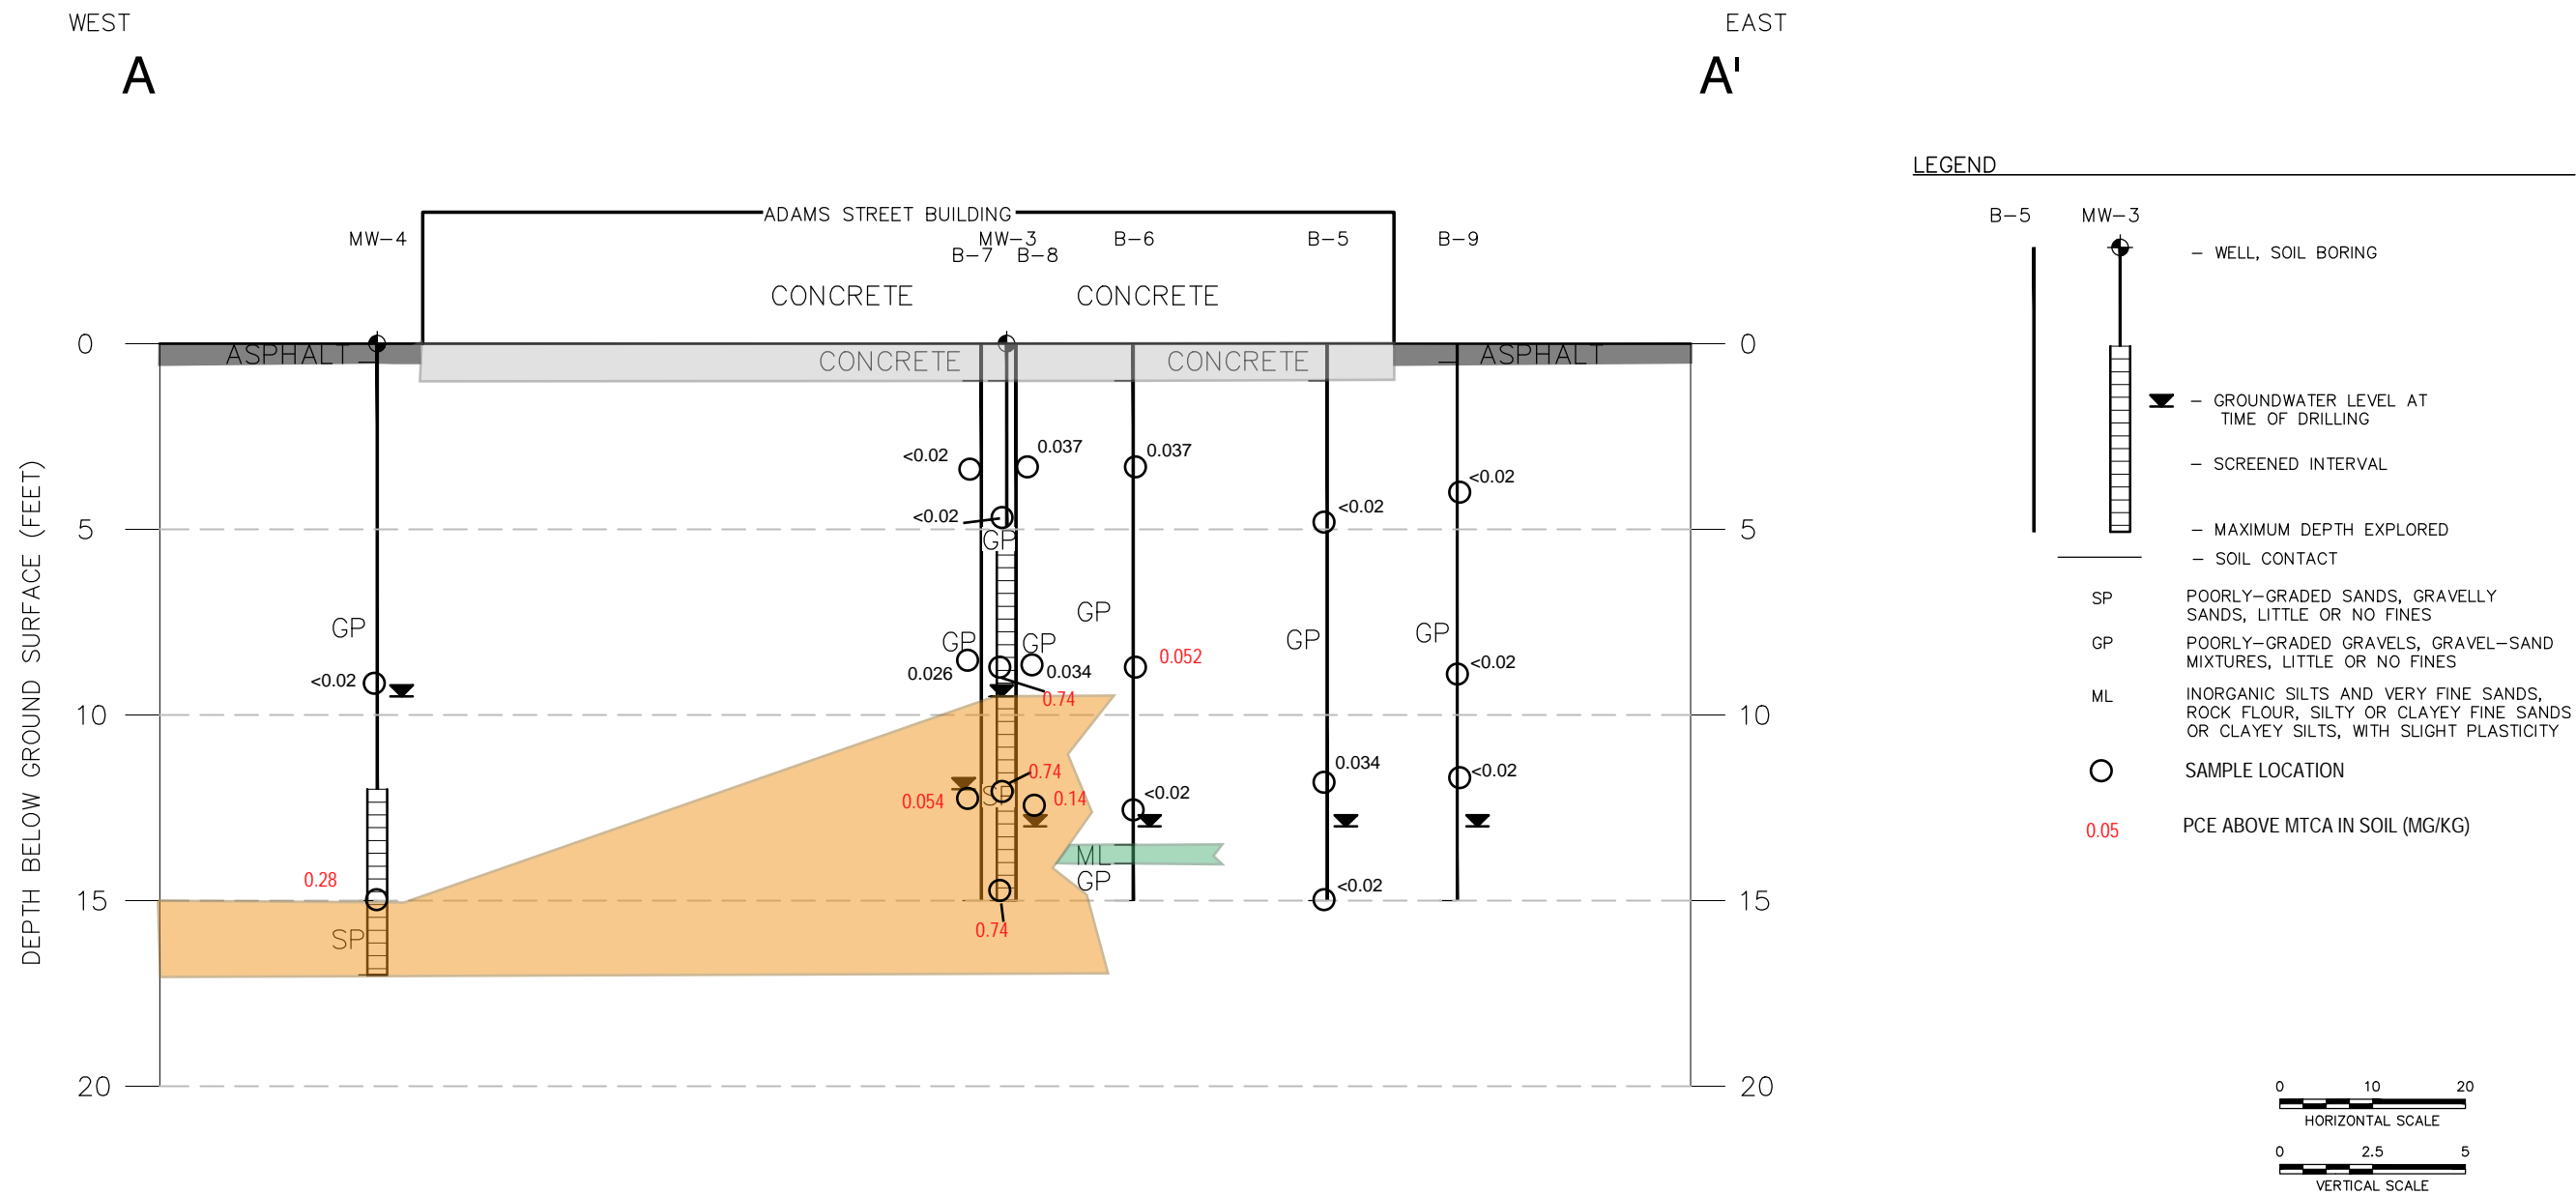 WEST
EAST
A
A'
ADAMS STREET BUILDING
MW-4
MW-3
B-7
B-8
B-6
B-5
B-9
CONCRETE
CONCRETE
0
0
ASPHALT
CONCRETE
CONCRETE
ASPHALT
<0.02
0.037
0.037
<0.02
<0.02
<0.02
5
5
GP
GP
GP
GP
GP
GP
GP
0.026
0.034
0.052
<0.02
<0.02
0.74
10
10
0.74
0.054
SP
0.14
<0.02
0.034
<0.02
ML
GP
0.28
<0.02
15
15
0.74
SP
20
20
DEPTH BELOW GROUND SURFACE (FEET)
LEGEND
B-5
MW-3
- WELL, SOIL BORING
- GROUNDWATER LEVEL AT
TIME OF DRILLING
- SCREENED INTERVAL
- MAXIMUM DEPTH EXPLORED
- SOIL CONTACT
SP
POORLY-GRADED SANDS, GRAVELLY
SANDS, LITTLE OR NO FINES
GP
POORLY-GRADED GRAVELS, GRAVEL-SAND
MIXTURES, LITTLE OR NO FINES
ML
INORGANIC SILTS AND VERY FINE SANDS,
ROCK FLOUR, SILTY OR CLAYEY FINE SANDS
OR CLAYEY SILTS, WITH SLIGHT PLASTICITY
SAMPLE LOCATION
0.05
PCE ABOVE MTCA IN SOIL (MG/KG)
0 10 20
HORIZONTAL SCALE
0 2.5 5
VERTICAL SCALE